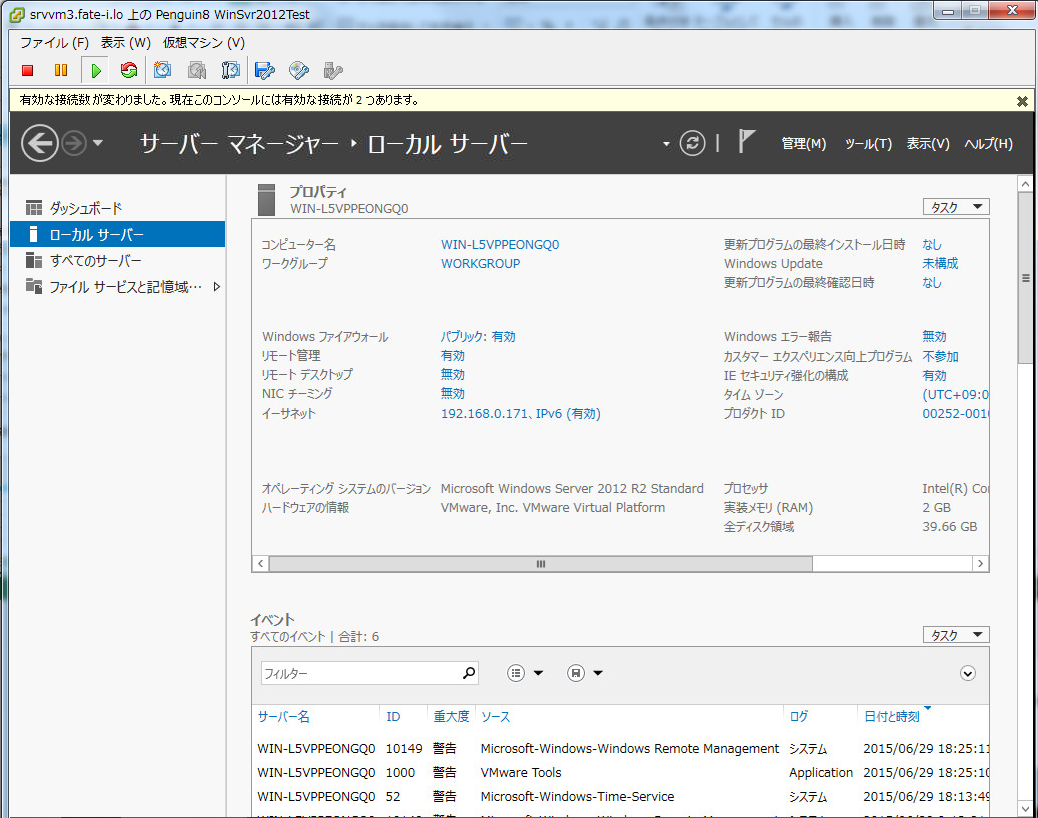 srvvm3.fate-i.lo 上の Penguin8 WinSvr2012Test
ファイル (F) 表示 (W) 仮想マシン (V)
有効な接続数が変わりました。現在このコンソールには有効な接続が 2 つあります。
サーバー マネージャー ローカル サーバー
管理(M) ツール(T) 表示(V) ヘルプ(H)
ダッシュボード
ローカル サーバー
すべてのサーバー
ファイル サービスと記憶域…
プロパティ
WIN-L5VPPEONGQ0
タスク
コンピューター名 WIN-L5VPPEONGQ0 更新プログラムの最終インストール日時 なし
ワークグループ WORKGROUP Windows Update 未構成
更新プログラムの最終確認日時 なし
Windows ファイアウォール パブリック: 有効 Windows エラー報告 無効
リモート管理 有効 カスタマー エクスペリエンス向上プログラム 不参加
リモート デスクトップ 無効 IE セキュリティ強化の構成 有効
NIC チーミング 無効 タイム ゾーン (UTC+09:0
イーサネット 192.168.0.171、IPv6 (有効) プロダクト ID 00252-001
オペレーティング システムのバージョン Microsoft Windows Server 2012 R2 Standard プロセッサ Intel(R) Co
ハードウェアの情報 VMware, Inc. VMware Virtual Platform 実装メモリ (RAM) 2 GB
全ディスク領域 39.66 GB
イベント
すべてのイベント | 合計: 6
タスク
フィルター
サーバー名 ID 重大度 ソース ログ 日付と時刻
WIN-L5VPPEONGQ0 10149 警告 Microsoft-Windows-Windows Remote Management システム 2015/06/29 18:25:11
WIN-L5VPPEONGQ0 1000 警告 VMware Tools Application 2015/06/29 18:25:10
WIN-L5VPPEONGQ0 52 警告 Microsoft-Windows-Time-Service システム 2015/06/29 18:13:49